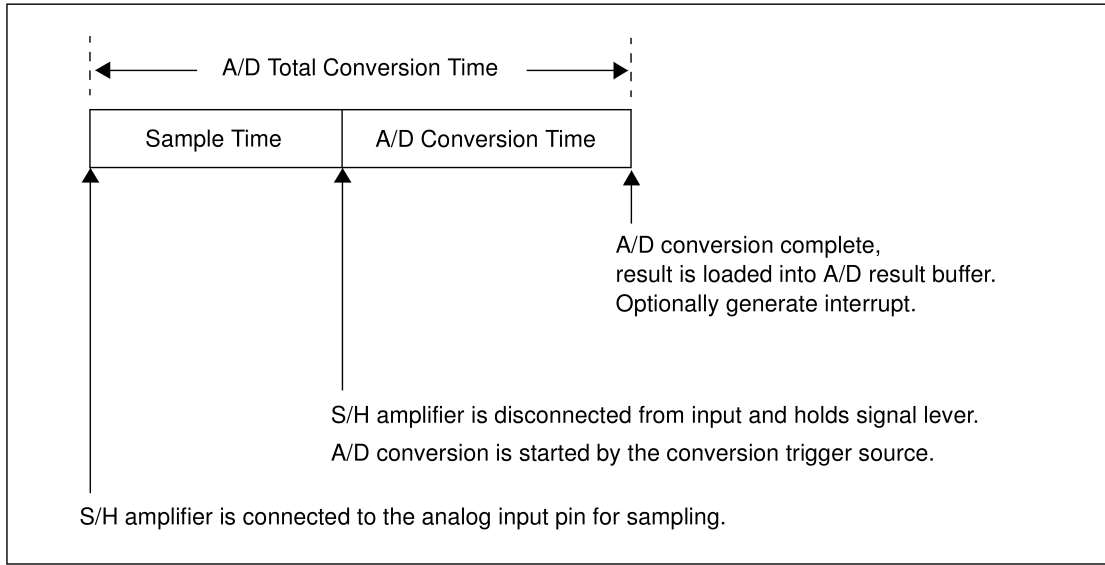 A/D Total Conversion Time
Sample Time
A/D Conversion Time
A/D conversion complete,
result is loaded into A/D result buffer.
Optionally generate interrupt.
S/H amplifier is disconnected from input and holds signal lever.
A/D conversion is started by the conversion trigger source.
S/H amplifier is connected to the analog input pin for sampling.